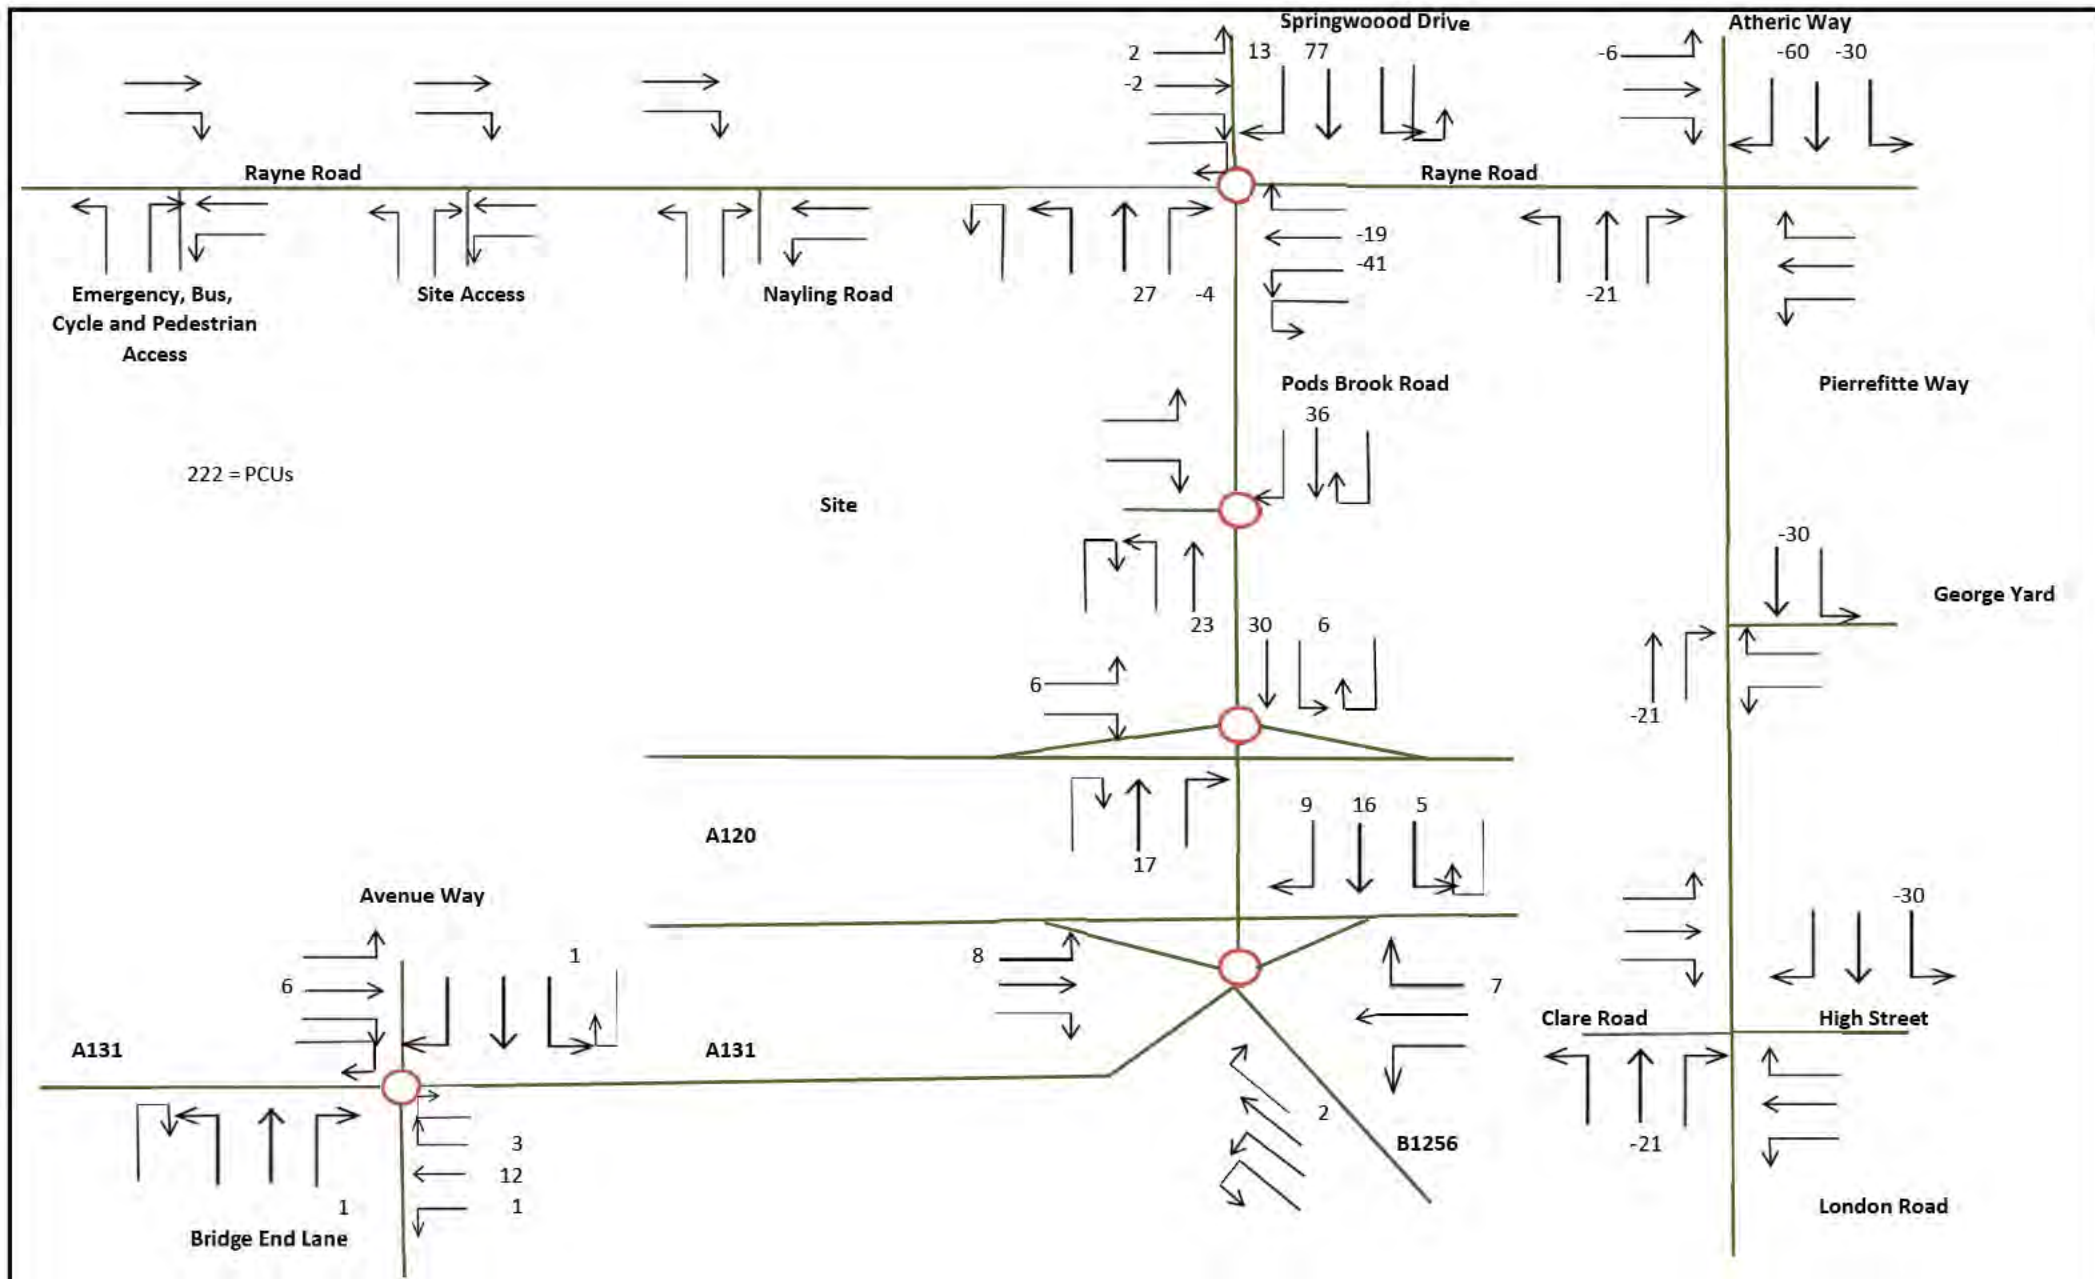 Springwoood Drive
Atheric Way
2
13
77
-6
-60
-30
-2
Rayne Road
Rayne Road
-19
-41
Emergency, Bus,
Cycle and Pedestrian
Access
Site Access
Nayling Road
27
-4
-21
Pods Brook Road
Pierrefitte Way
36
222 = PCUs
Site
-30
George Yard
23
30
6
6
-21
A120
9
16
5
17
Avenue Way
-30
1
8
6
7
A131
A131
Clare Road
High Street
2
3
B1256
-21
12
1
1
London Road
Bridge End Lane